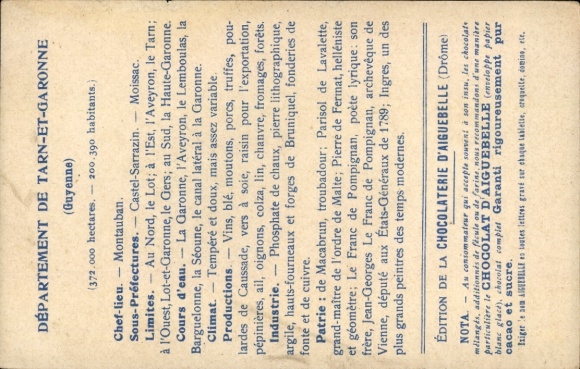 DÉPARTEMENT DE TARN-ET-GARONNE
(Guyenne)
(372.000 hectares. — 200.390 habitants.)
Chef-lieu. — Montauban.
Sous-Préfectures. — Castel-Sarrazin. — Moissac.
Limites. — Au Nord, le Lot; à l'Est, l'Aveyron, le Tarn;
à l'Ouest, Lot-et-Garonne, le Gers; au Sud, la Haute-Garonne.
Cours d'eau. — La Garonne, l'Aveyron, le Lemboulas, la
Barguelonne, la Séoune, le canal latéral à la Garonne.
Climat. — Tempéré et doux, mais assez variable.
Productions. — Vins, blé, moutons, porcs, truffes, pou-
lardes de Caussade, vers à soie, raisin pour l'exportation,
pépinières, ail, oignons, colza, lin, chanvre, fromages, forêts.
Industrie. — Phosphate de chaux, pierre lithographique,
argile, hauts-fourneaux et forges de Bruniquel, fonderies de
fonte et de cuivre.
Patrie : de Macabrun, troubadour; Parisol de Lavalette,
grand-maître de l'ordre de Malte; Pierre de Fermat, helléniste
et géomètre; Le Franc de Pompignan, poète lyrique; son
frère, Jean-Georges Le Franc de Pompignan, archevêque de
Vienne, député aux États-Généraux de 1789; Ingres, un des
plus grands peintres des temps modernes.
ÉDITION DE LA CHOCOLATERIE D'AIGUEBELLE (Drôme)
NOTA. — Au consommateur qui accepte souvent à son insu, les chocolats
mélangés, additionnés de fécule ou de farine, nous recommandons d'une manière
particulière le CHOCOLAT D'AIGUEBELLE (enveloppe papier
blanc glacé), chocolat complet Garanti rigoureusement pur
cacao et sucre.
Exiger le nom AIGUEBELLE en toutes lettres gravé sur chaque tablette, croquette, comino, etc.